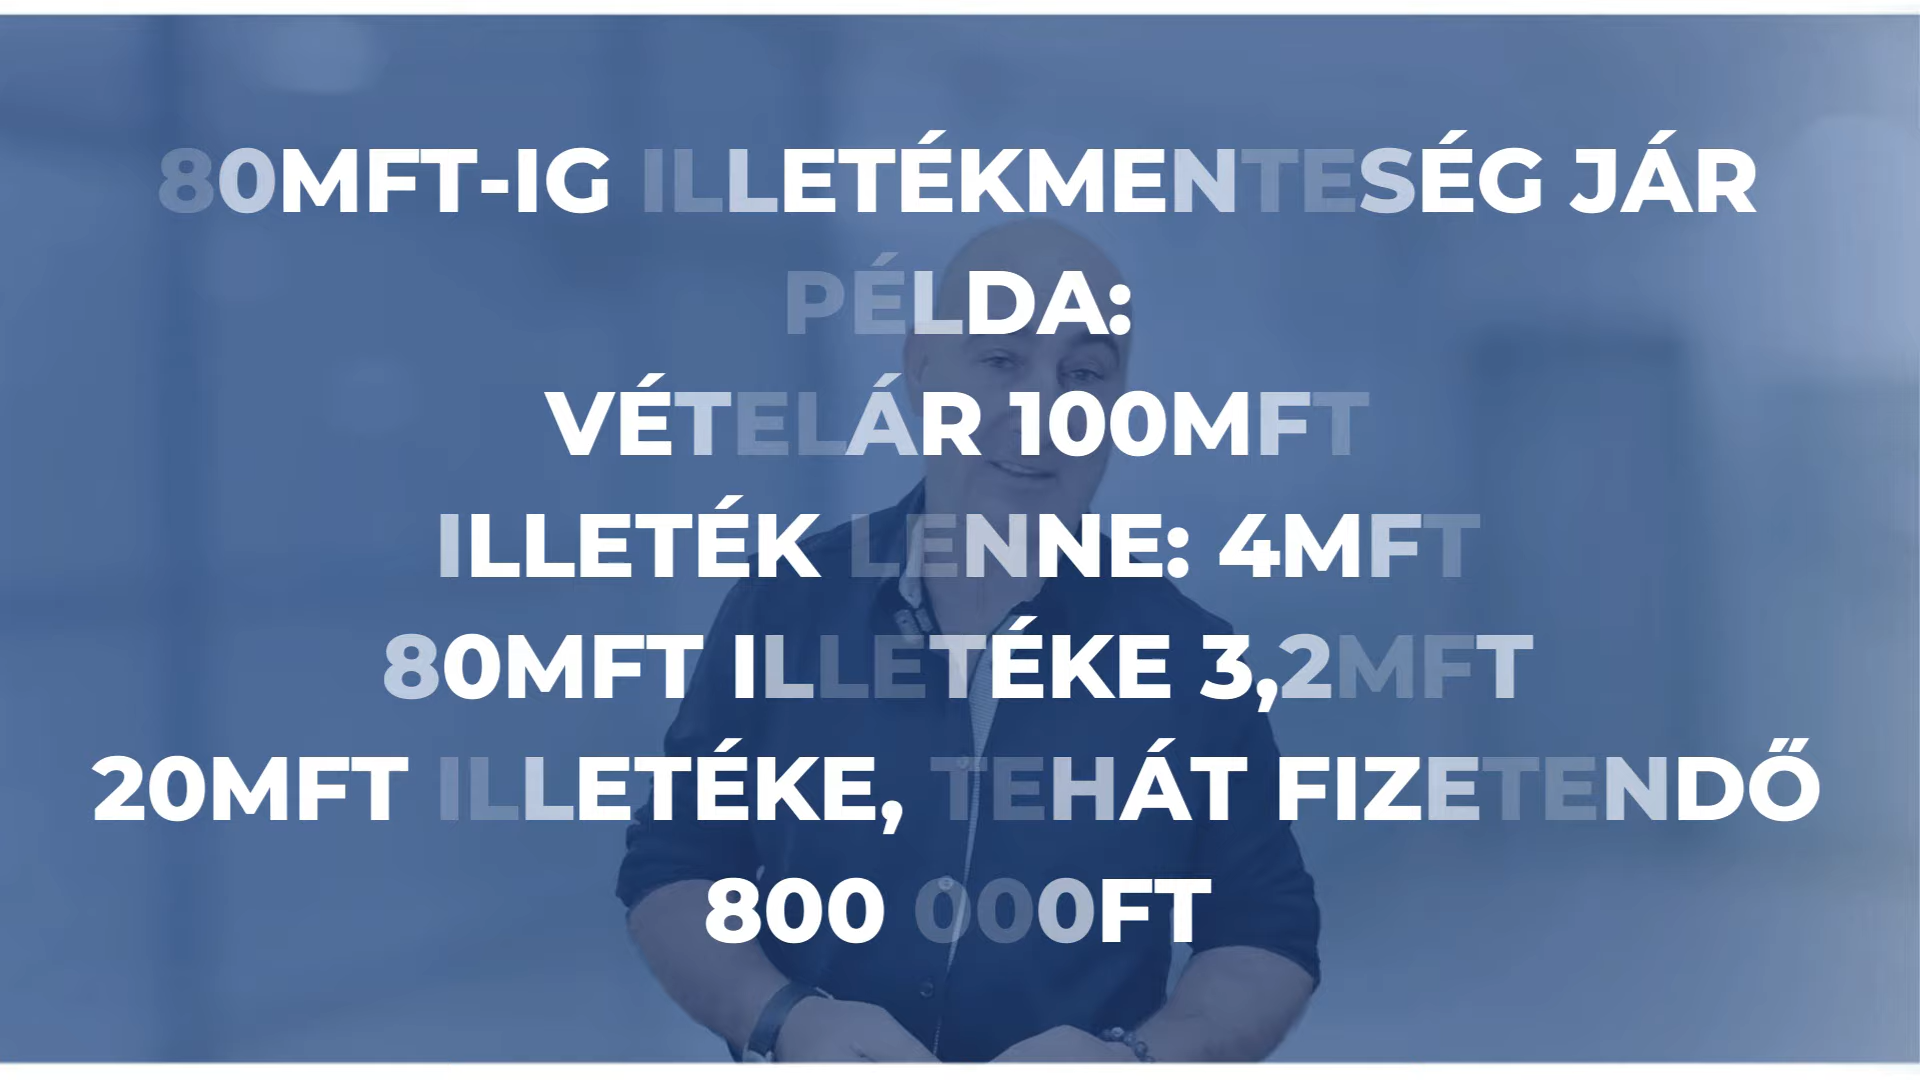 80MFT-IG ILLETÉKMENTESÉG JÁR
PÉLDA:
VÉTELÁR 100MFT
ILLETÉK LENNE: 4MFT
80MFT ILLETÉKE 3,2MFT
20MFT ILLETÉKE, TEHÁT FIZETENDŐ
800 000FT